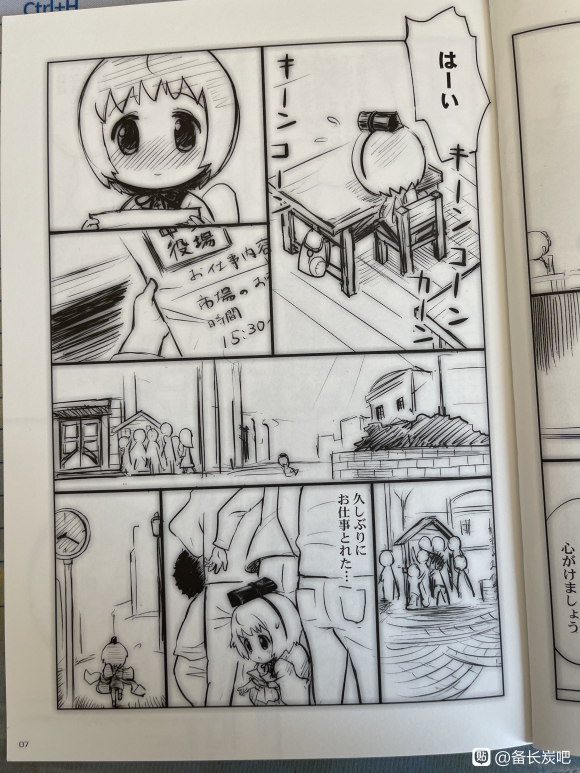 Ctrl+H
はーい
キーンコーン
キーンコーン
カーン
役場
お仕事内容
市場のお
時間
15:30~
久しぶりに
お仕事とれた…
心がけましょう
07
貼 @备长炭吧